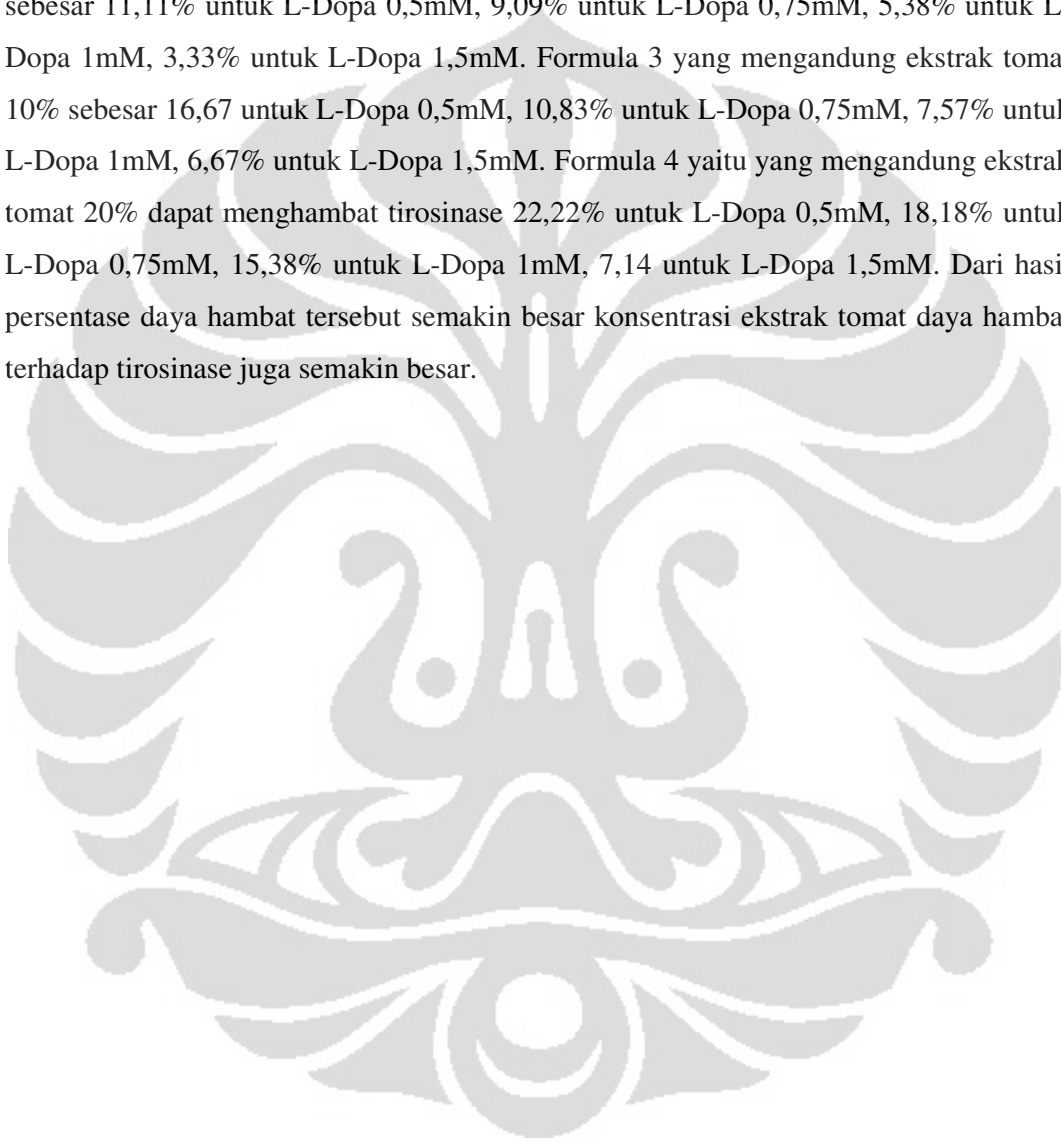 sebesar 11,11% untuk L-Dopa 0,5mM, 9,09% untuk L-Dopa 0,75mM, 5,38% untuk L
Dopa 1mM, 3,33% untuk L-Dopa 1,5mM. Formula 3 yang mengandung ekstrak toma
10% sebesar 16,67 untuk L-Dopa 0,5mM, 10,83% untuk L-Dopa 0,75mM, 7,57% untuk
L-Dopa 1mM, 6,67% untuk L-Dopa 1,5mM. Formula 4 yaitu yang mengandung ekstrak
tomat 20% dapat menghambat tirosinase 22,22% untuk L-Dopa 0,5mM, 18,18% untuk
L-Dopa 0,75mM, 15,38% untuk L-Dopa 1mM, 7,14 untuk L-Dopa 1,5mM. Dari hasi
persentase daya hambat tersebut semakin besar konsentrasi ekstrak tomat daya hamba
terhadap tirosinase juga semakin besar.